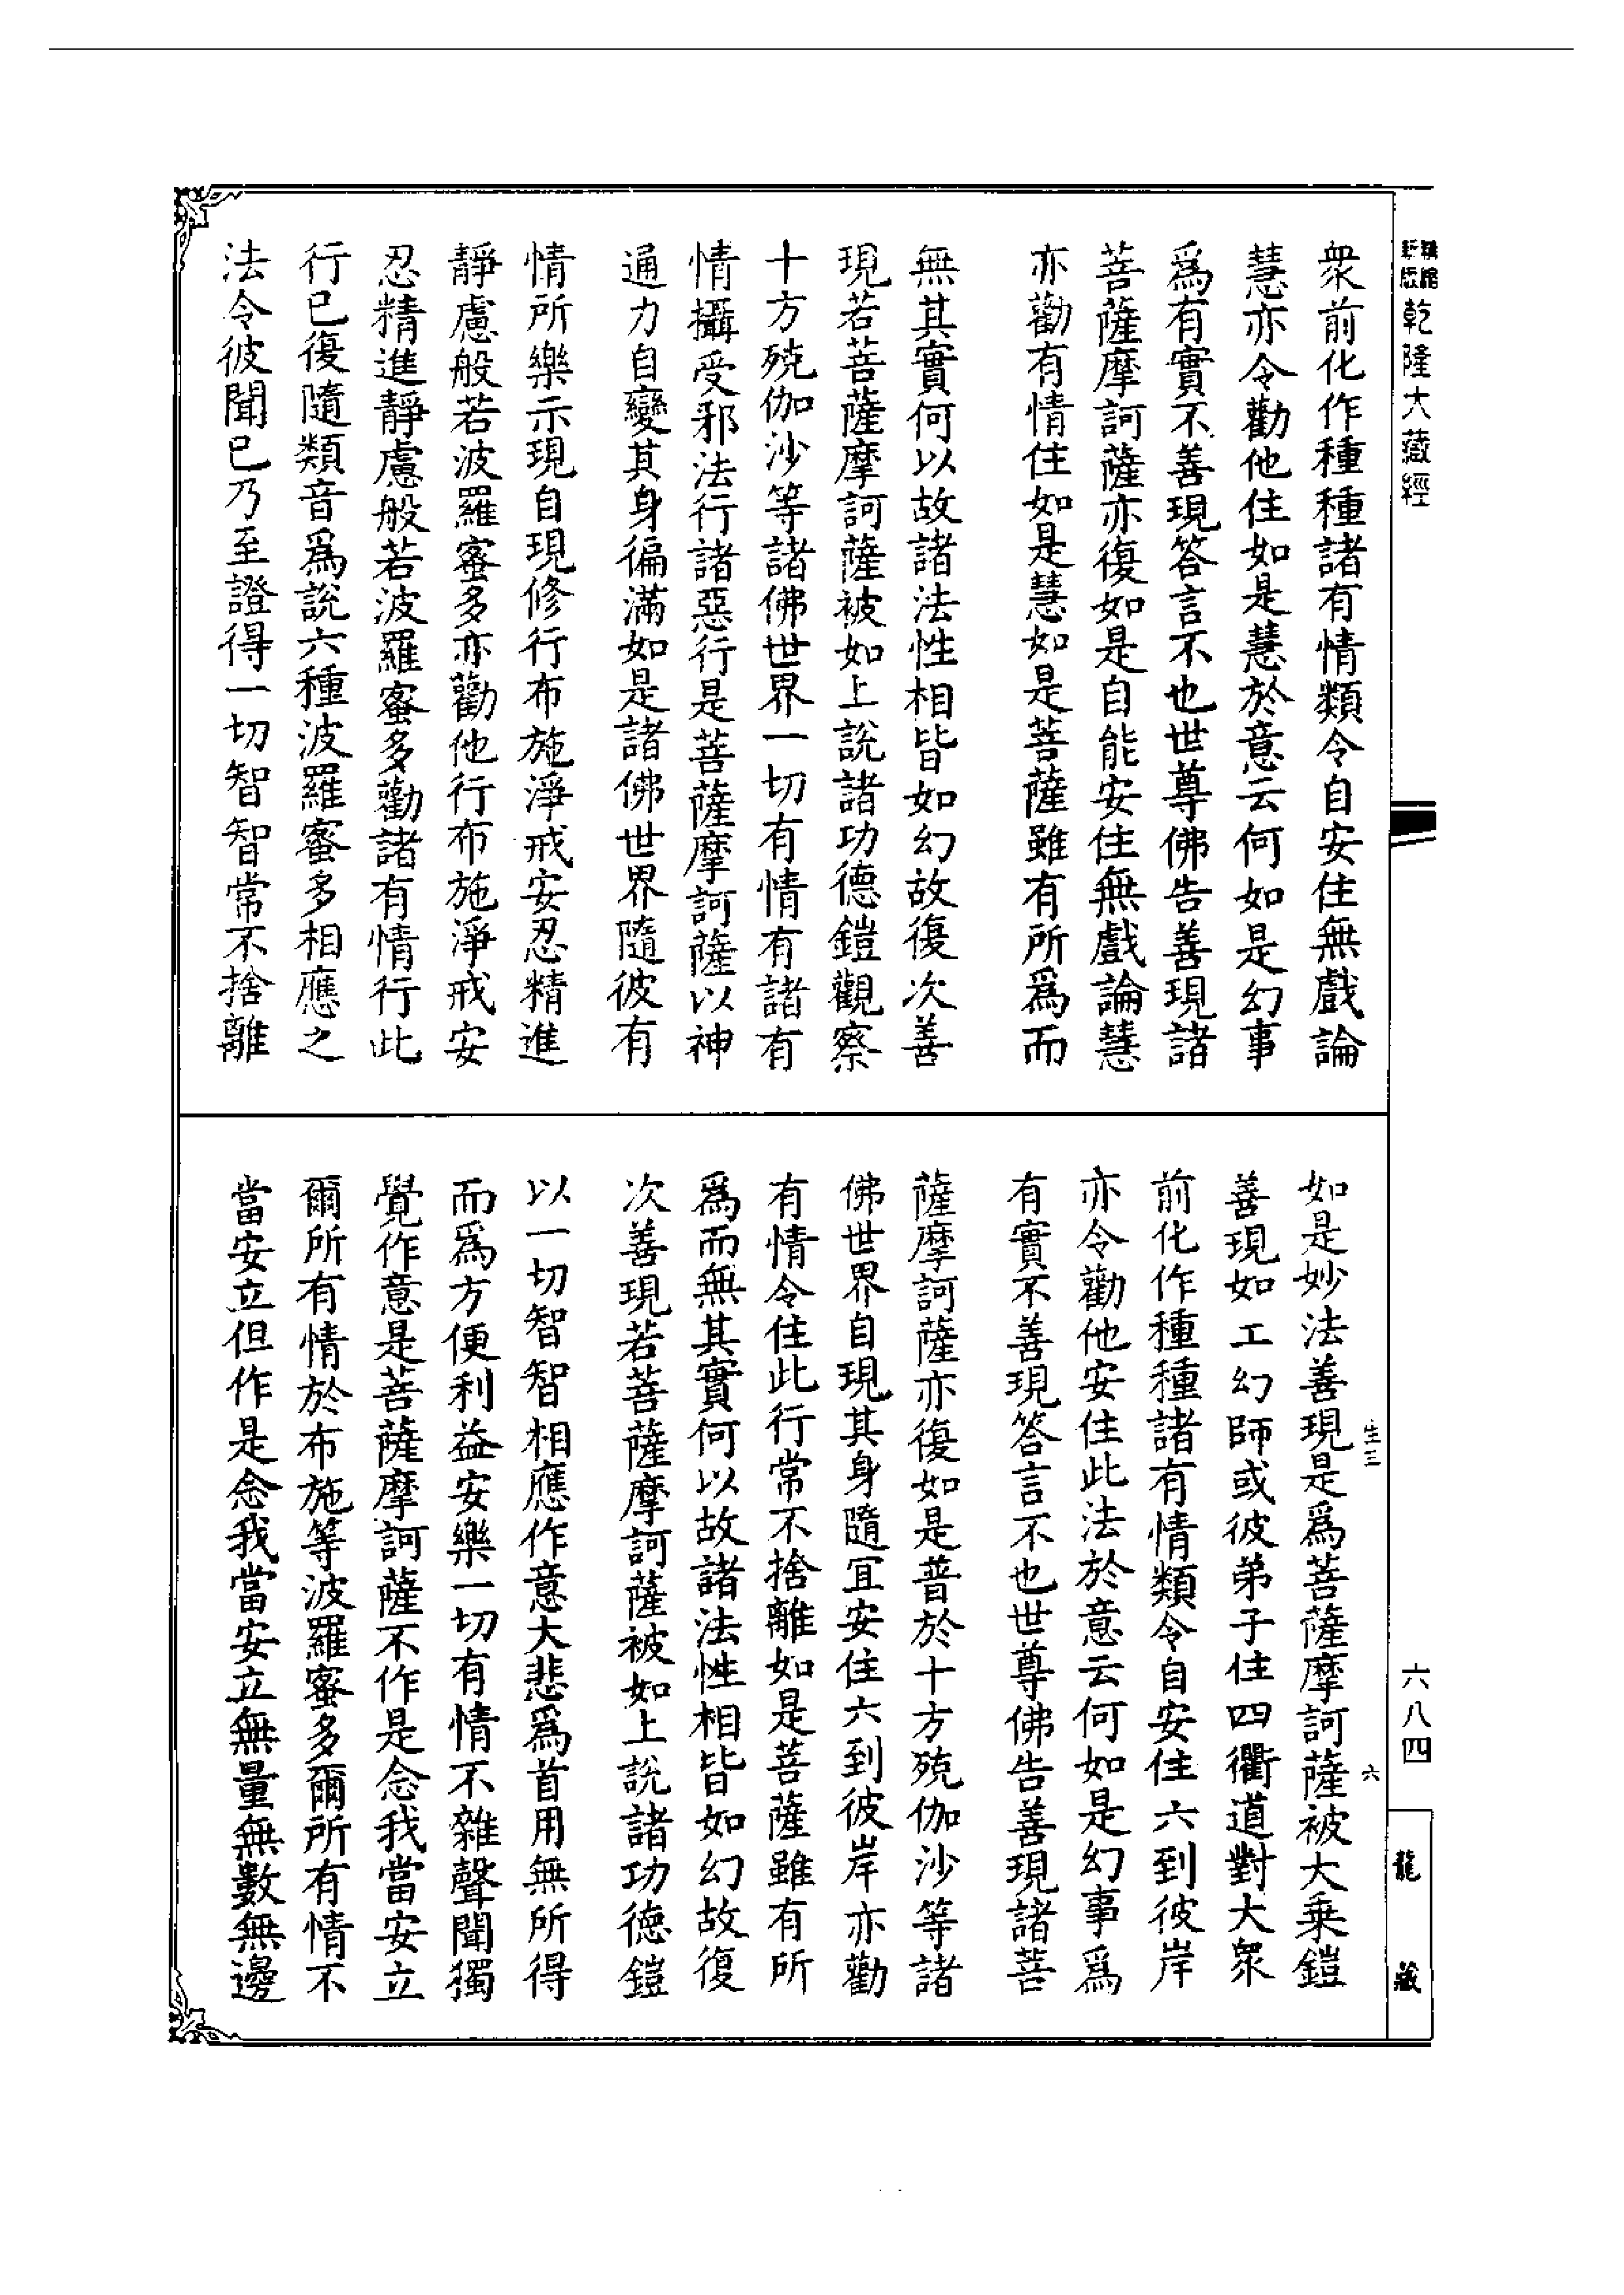 乾隆大藏經
衆前化作種種諸有情類令自安住無戲論
慧亦令勸他住如是慧於意云何如是幻事
爲有實不善現答言不也世尊佛告善現諸
菩薩摩訶薩亦復如是自能安住無戲論慧
亦勸有情住如是慧如是菩薩雖有所爲而
無其實何以故諸法性相皆如幻故復次善
現若菩薩摩訶薩被如上說諸功德鎧觀察
十方殑伽沙等諸佛世界一切有情有諸有
情攝受邪法行諸惡行是菩薩摩訶薩以神
通力自變其身徧滿如是諸佛世界隨彼有
情所樂示現自現修行布施淨戒安忍精進
靜慮般若波羅蜜多亦勸他行布施淨戒安
忍精進靜慮般若波羅蜜多勸諸有情行此
行已復隨類音爲說六種波羅蜜多相應之
法令彼聞已乃至證得一切智智常不捨離
如是妙法善現是爲菩薩摩訶薩被大乘鎧
善現如工幻師或彼弟子住四衢道對大衆
前化作種種諸有情類令自安住六到彼岸
亦令勸他安住此法於意云何如是幻事爲
有實不善現答言不也世尊佛告善現諸菩
薩摩訶薩亦復如是普於十方殑伽沙等諸
佛世界自現其身隨宜安住六到彼岸亦勸
有情令住此行常不捨離如是菩薩雖有所
爲而無其實何以故諸法性相皆如幻故復
次善現若菩薩摩訶薩被如上說諸功德鎧
以一切智智相應作意大悲爲首用無所得
而爲方便利益安樂一切有情不雜聲聞獨
覺作意是菩薩摩訶薩不作是念我當安立
爾所有情於布施等波羅蜜多爾所有情不
當安立但作是念我當安立無量無數無邊
生三
六
六八四
龍藏